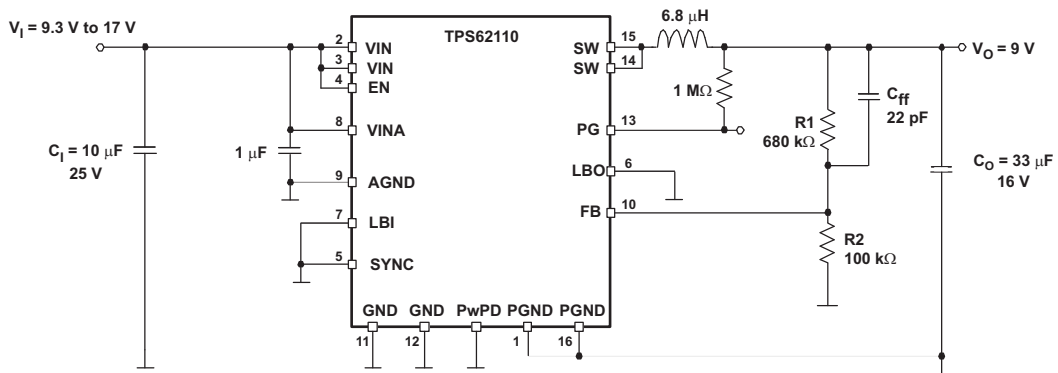 V_I = 9.3 V to 17 V
TPS62110
6.8 μH
V_O = 9 V
2
VIN
3
VIN
4
EN
8
VINA
9
AGND
7
LBI
5
SYNC
15
SW
14
SW
13
PG
6
LBO
10
FB
1 MΩ
C_I = 10 μF
25 V
1 μF
R1
680 kΩ
C_ff
22 pF
C_O = 33 μF
16 V
R2
100 kΩ
GND
GND
PwPD
PGND
PGND
11
12
1
16